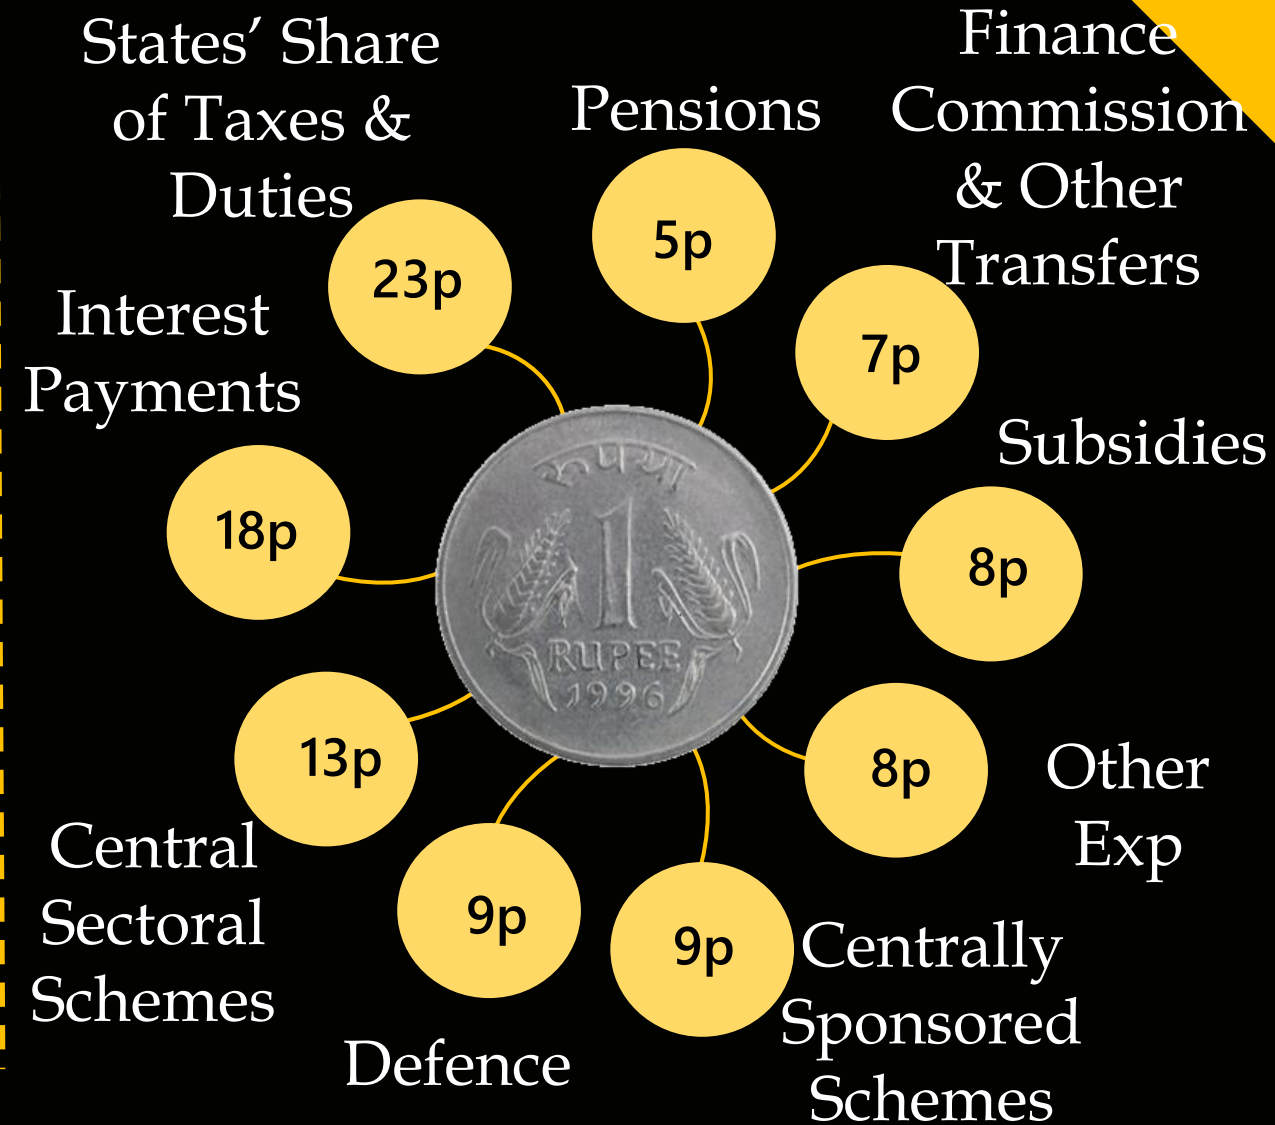 States’ Share
of Taxes &
Duties
23p
Pensions
5p
Finance
Commission
& Other
Transfers
7p
Interest
Payments
18p
Subsidies
8p
रुपया
1
RUPEE
1996
13p
Central
Sectoral
Schemes
8p
Other
Exp
9p
Defence
9p
Centrally
Sponsored
Schemes